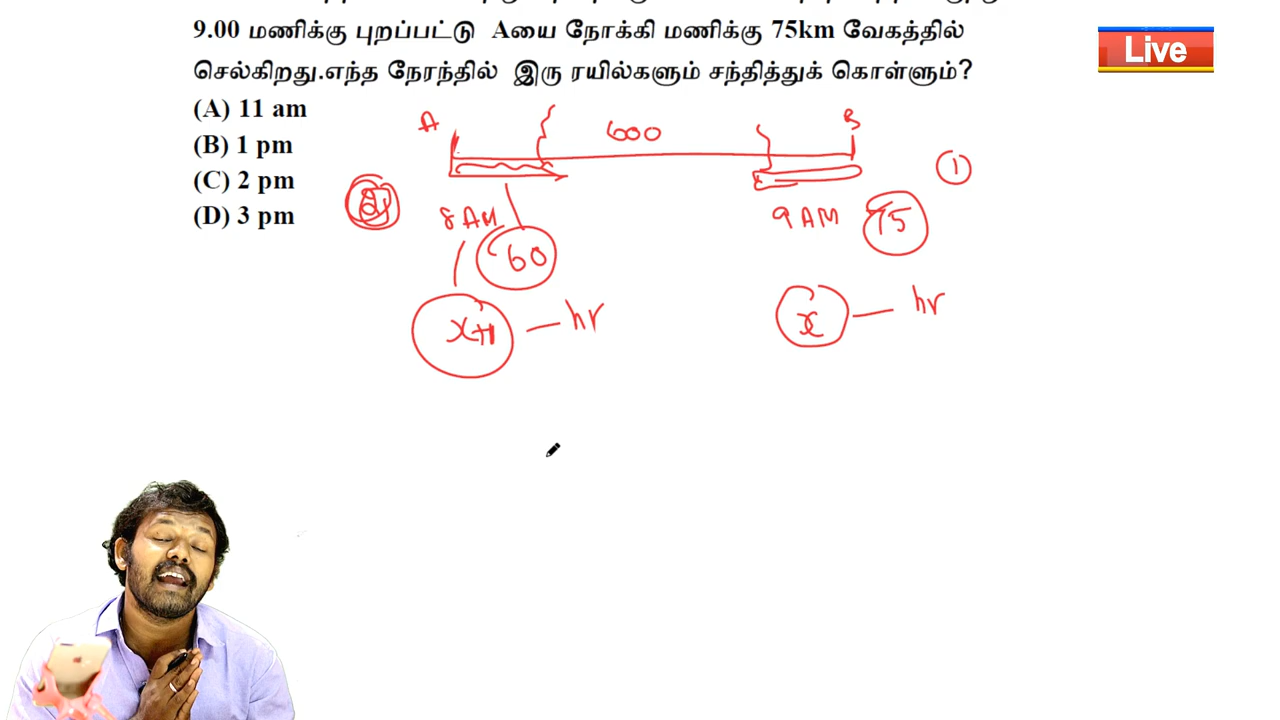 9.00 மணிக்கு புறப்பட்டு Aயை நோக்கி மணிக்கு 75km வேகத்தில்
Live
செல்கிறது.எந்த நேரந்தில் இரு ரயில்களும் சந்தித்துக் கொள்ளும்?
(A) 11 am
(B) 1 pm
(C) 2 pm
(D) 3 pm
A 600 B
1
8 AM 9 AM 75
60
x+1 — hr x — hr